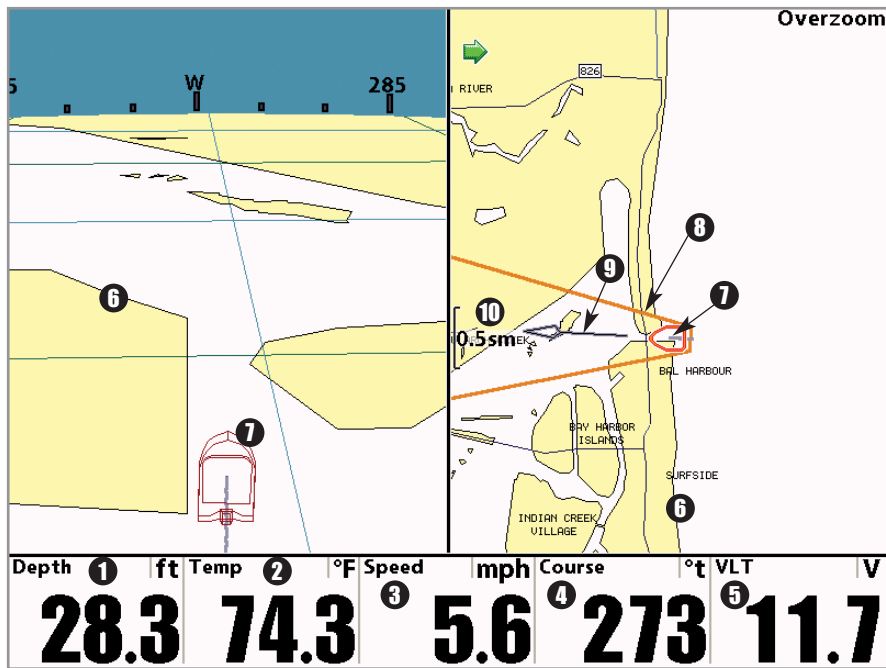 Overzoom
5
W
285
826
RIVER
8
9
7
6
10
0.5sm
EK
BAL HARBOUR
7
BAY HARBOR
ISLANDS
SURFSIDE
6
INDIAN CREEK
VILLAGE
Depth 1 ft
28.3
Temp 2 °F
74.3
Speed mph
3
5.6
Course °t
4
273
VLT V
5
11.7